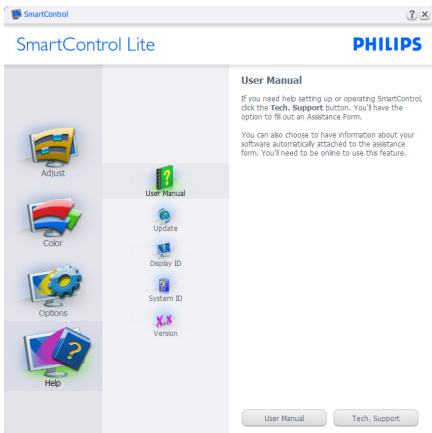 SmartControl
? ×
SmartControl Lite
PHILIPS
Adjust
Color
Options
Help
User Manual
Update
Display ID
System ID
X.X
Version
User Manual
If you need help setting up or operating SmartControl,
click the Tech. Support button. You'll have the
option to fill out an Assistance Form.
You can also choose to have information about your
software automatically attached to the assistance
form. You'll need to be online to use this feature.
User Manual
Tech. Support